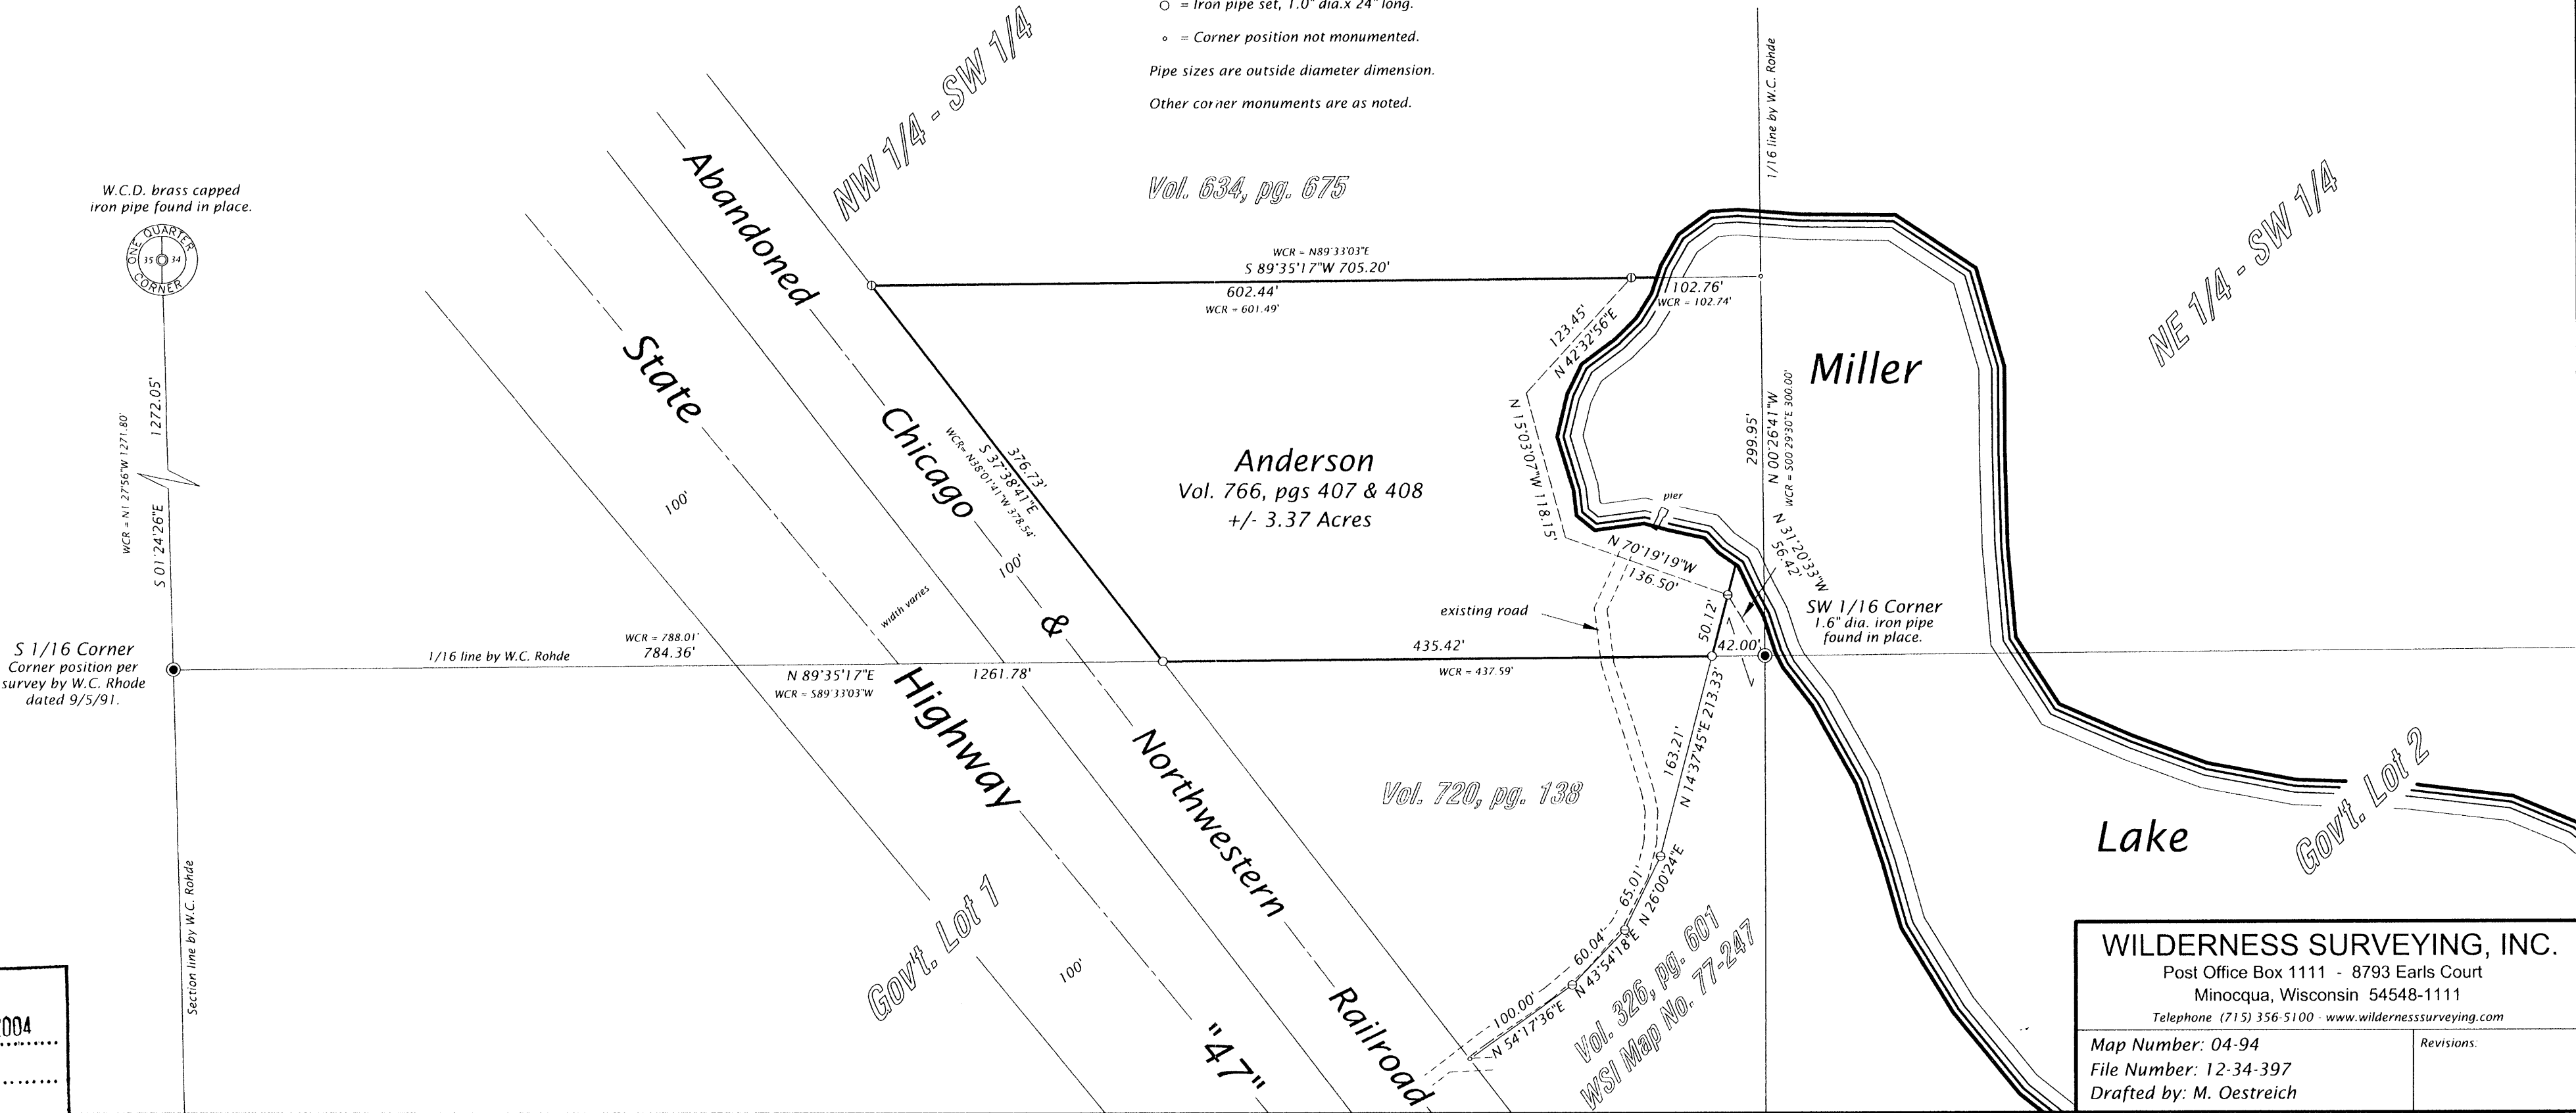 ○ = Iron pipe set, 1.0" dia.x 24" long.
∘ = Corner position not monumented.
Pipe sizes are outside diameter dimension.
Other corner monuments are as noted.
NW 1/4 - SW 1/4
1/16 line by W.C. Rohde
W.C.D. brass capped
iron pipe found in place.
ONE QUARTER
35 34
CORNER
Vol. 634, pg. 675
NE 1/4 - SW 1/4
WCR = N89°33'03"E
S 89°35'17"W 705.20'
602.44'
WCR = 601.49'
102.76'
WCR = 102.74'
Abandoned
Chicago
&
Northwestern
Railroad
State
Highway
"47"
123.45'
N 42°32'56"E
Miller
Lake
1272.05'
S 01°24'26"E
WCR = N1°27'56"W 1271.80'
376.73'
S 37°38'41"E
WCR= N38°01'41"W 378.54'
100'
100'
100'
width varies
Anderson
Vol. 766, pgs 407 & 408
+/- 3.37 Acres
N 15°03'07"W 118.15'
299.95'
N 00°26'41"W
WCR = S00°29'30"E 300.00'
pier
N 70°19'19"W
136.50'
N 31°20'33"W
56.42'
SW 1/16 Corner
1.6" dia. iron pipe
found in place.
existing road
50.12'
42.00'
S 1/16 Corner
Corner position per
survey by W.C. Rhode
dated 9/5/91.
1/16 line by W.C. Rohde
WCR = 788.01'
784.36'
N 89°35'17"E
1261.78'
WCR = S89°33'03"W
435.42'
WCR = 437.59'
163.21'
N 14°37'45"E 213.33'
Vol. 720, pg. 138
65.01'
N 26°00'24"E
60.04'
N 43°54'18"E
100.00'
N 54°17'36"E
Section line by W.C. Rohde
Gov't. Lot 1
Gov't. Lot 2
Vol. 326, pg. 601
WSI Map No. 77-247
004
WILDERNESS SURVEYING, INC.
Post Office Box 1111 - 8793 Earls Court
Minocqua, Wisconsin 54548-1111
Telephone (715) 356-5100 - www.wildernesssurveying.com
Map Number: 04-94
File Number: 12-34-397
Drafted by: M. Oestreich
Revisions: